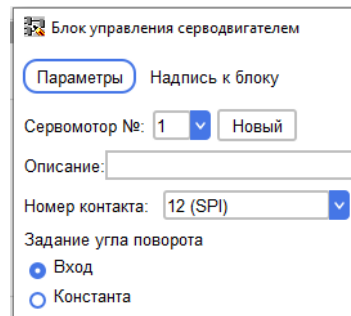 Блок управления серводвигателем
Параметры Надпись к блоку
Сервомотор №: 1 Новый
Описание:
Номер контакта: 12 (SPI)
Задание угла поворота
Вход
Константа